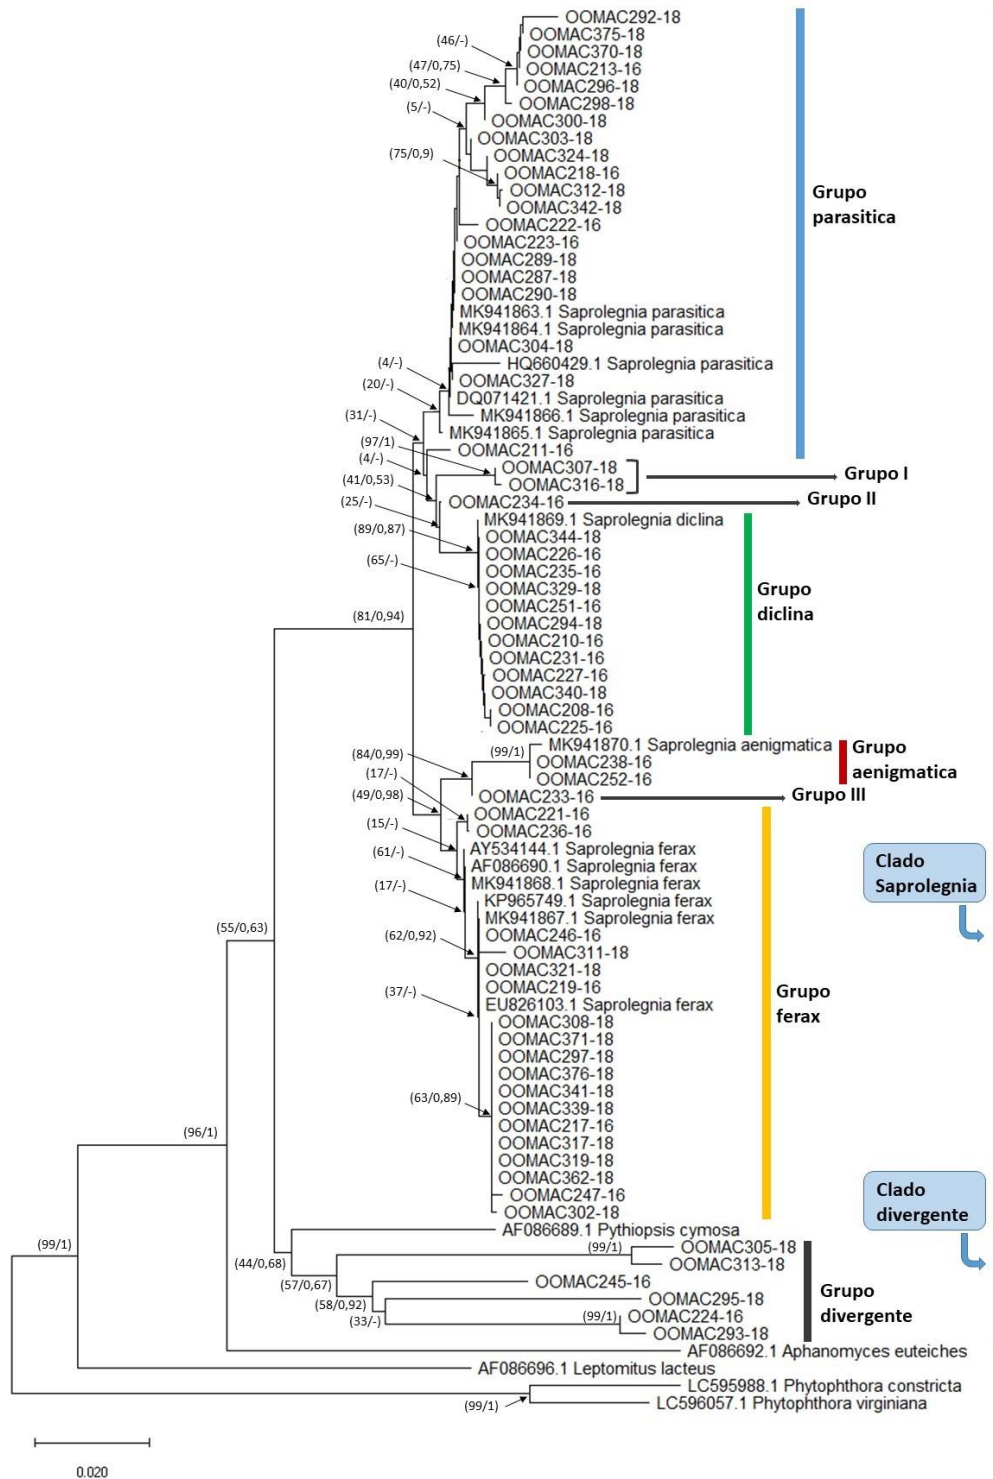 OOMAC292-18
OOMAC375-18
(46/-)
OOMAC370-18
OOMAC213-16
(47/0,75)
OOMAC296-18
(40/0,52)
OOMAC298-18
(5/-)
OOMAC300-18
OOMAC303-18
(75/0,9)
OOMAC324-18
OOMAC218-16
OOMAC312-18
Grupo
parasitica
OOMAC342-18
OOMAC222-16
OOMAC223-16
OOMAC289-18
OOMAC287-18
OOMAC290-18
MK941863.1 Saprolegnia parasitica
MK941864.1 Saprolegnia parasitica
OOMAC304-18
(4/-)
HQ660429.1 Saprolegnia parasitica
(20/-)
OOMAC327-18
DQ071421.1 Saprolegnia parasitica
(31/-)
MK941866.1 Saprolegnia parasitica
MK941865.1 Saprolegnia parasitica
(97/1)
OOMAC211-16
(4/-)
OOMAC307-18
Grupo I
(41/0,53)
OOMAC316-18
(25/-)
OOMAC234-16
Grupo II
(89/0,87)
MK941869.1 Saprolegnia diclina
OOMAC344-18
(65/-)
OOMAC226-16
OOMAC235-16
OOMAC329-18
Grupo
diclina
OOMAC251-16
(81/0,94)
OOMAC294-18
OOMAC210-16
OOMAC231-16
OOMAC227-16
OOMAC340-18
OOMAC208-16
OOMAC225-16
(84/0,99)
(99/1)
MK941870.1 Saprolegnia aenigmatica
Grupo
aenigmatica
(17/-)
OOMAC238-16
OOMAC252-16
(49/0,98)
OOMAC233-16
Grupo III
OOMAC221-16
(15/-)
OOMAC236-16
(61/-)
AY534144.1 Saprolegnia ferax
Clado
Saprolegnia
AF086690.1 Saprolegnia ferax
(17/-)
MK941868.1 Saprolegnia ferax
KP965749.1 Saprolegnia ferax
MK941867.1 Saprolegnia ferax
(55/0,63)
(62/0,92)
OOMAC246-16
OOMAC311-18
OOMAC321-18
(37/-)
OOMAC219-16
Grupo
ferax
EU826103.1 Saprolegnia ferax
OOMAC308-18
OOMAC371-18
OOMAC297-18
OOMAC376-18
(63/0,89)
OOMAC341-18
OOMAC339-18
(96/1)
OOMAC217-16
OOMAC317-18
OOMAC319-18
OOMAC362-18
OOMAC247-16
Clado
divergente
OOMAC302-18
AF086689.1 Pythiopsis cymosa
(99/1)
(99/1)
OOMAC305-18
(44/0,68)
OOMAC313-18
(57/0,67)
OOMAC245-16
(58/0,92)
OOMAC295-18
Grupo
divergente
(33/-)
(99/1)
OOMAC224-16
OOMAC293-18
AF086692.1 Aphanomyces euteiches
AF086696.1 Leptomitus lacteus
LC595988.1 Phytophthora constricta
(99/1)
LC596057.1 Phytophthora virginiana
0.020